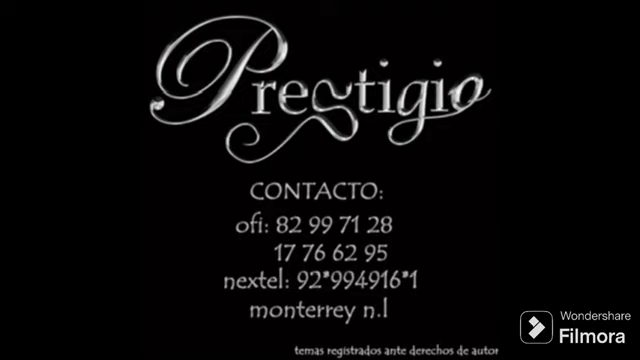 Prestigio
CONTACTO:
ofi: 82 99 71 28
17 76 62 95
nextel: 92*994916*1
monterrey n.l
temas registrados ante derechos de autor
Wondershare
Filmora